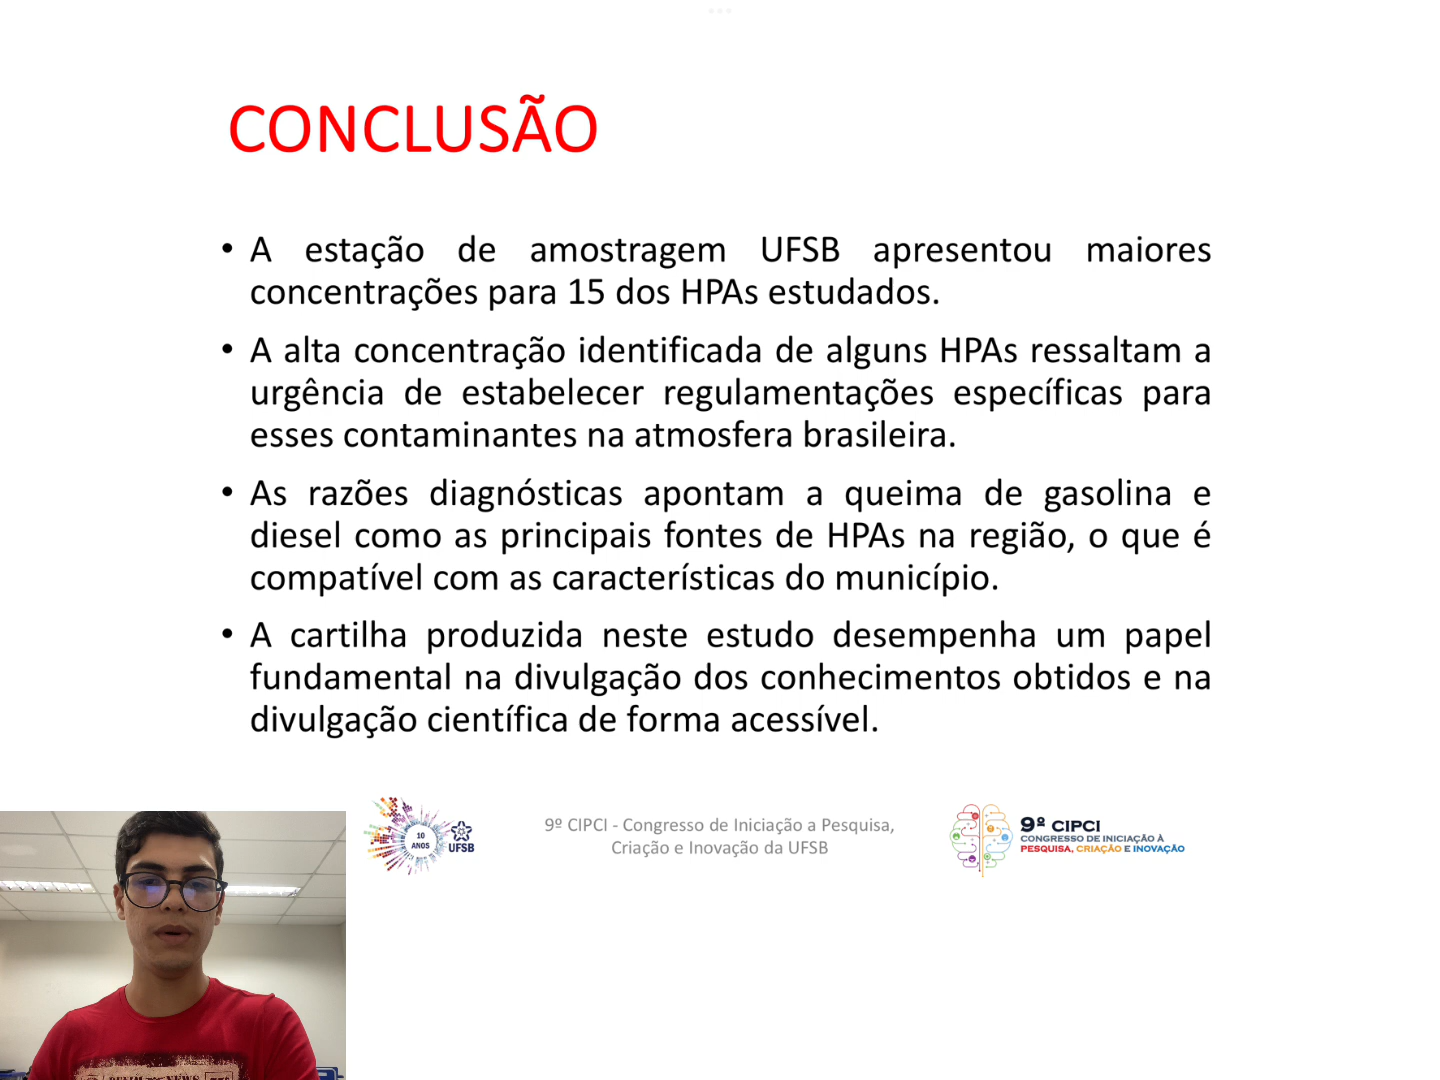 CONCLUSÃO
• A estação de amostragem UFSB apresentou maiores
concentrações para 15 dos HPAs estudados.
• A alta concentração identificada de alguns HPAs ressaltam a
urgência de estabelecer regulamentações específicas para
esses contaminantes na atmosfera brasileira.
• As razões diagnósticas apontam a queima de gasolina e
diesel como as principais fontes de HPAs na região, o que é
compatível com as características do município.
• A cartilha produzida neste estudo desempenha um papel
fundamental na divulgação dos conhecimentos obtidos e na
divulgação científica de forma acessível.
10
ANOS
UFSB
9º CIPCI - Congresso de Iniciação a Pesquisa,
Criação e Inovação da UFSB
9º CIPCI
CONGRESSO DE INICIAÇÃO À
PESQUISA, CRIAÇÃO E INOVAÇÃO